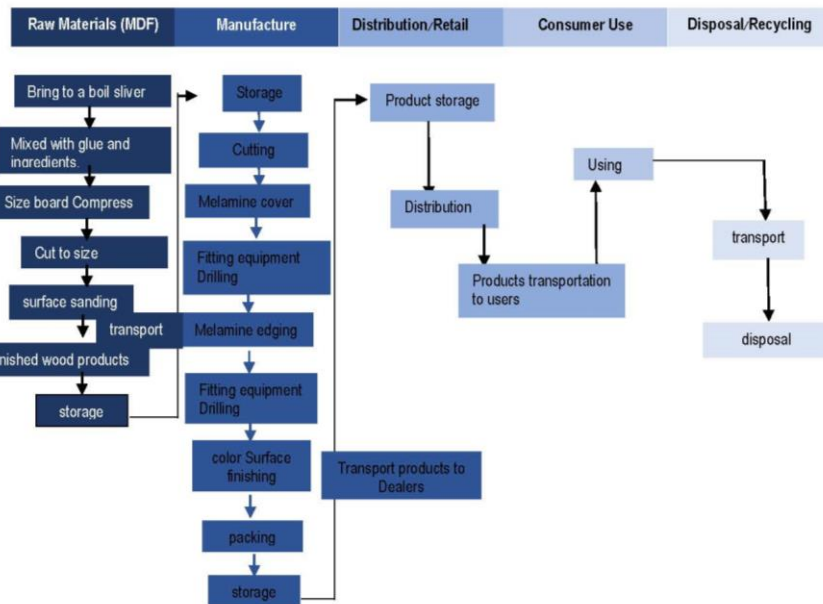 Raw Materials (MDF)
Manufacture
Distribution/Retail
Consumer Use
Disposal/Recycling
Bring to a boil sliver
Mixed with glue and
ingredients.
Size board Compress
Cut to size
surface sanding
transport
nished wood products
storage
Storage
Cutting
Melamine cover
Fitting equipment
Drilling
Melamine edging
Fitting equipment
Drilling
color Surface
finishing
packing
storage
Transport products to
Dealers
Product storage
Distribution
Products transportation
to users
Using
transport
disposal